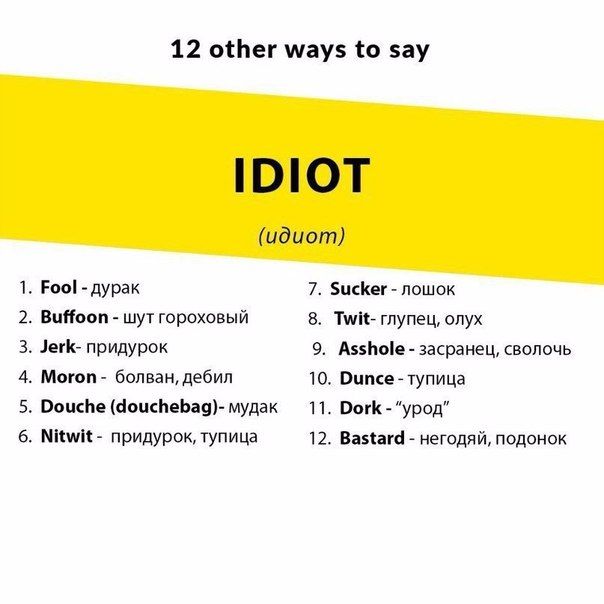 12 other ways to say
IDIOT
(идиот)
1. Fool - дурак
2. Buffoon - шут гороховый
3. Jerk- придурок
4. Moron - болван, дебил
5. Douche (douchebag)- мудак
6. Nitwit - придурок, тупица
7. Sucker - лошок
8. Twit- глупец, олух
9. Asshole - засранец, сволочь
10. Dunce - тупица
11. Dork - “урод”
12. Bastard - негодяй, подонок